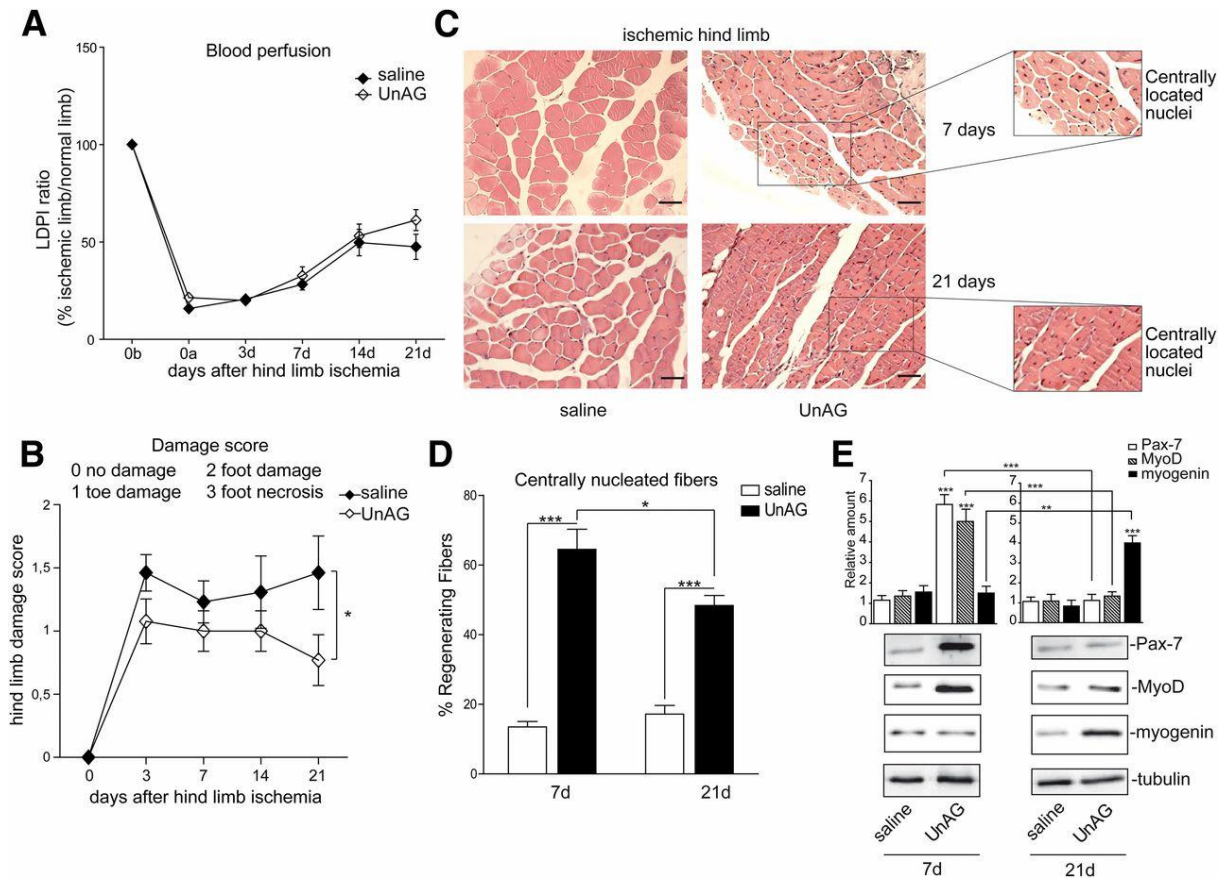 A
Blood perfusion
saline
UnAG
LDPI ratio
(% ischemic limb/normal limb)
150
100
50
0
0b 0a 3d 7d 14d 21d
days after hind limb ischemia
C
ischemic hind limb
7 days
Centrally
located
nuclei
21 days
Centrally
located
nuclei
saline UnAG
B
Damage score
0 no damage 2 foot damage
1 toe damage 3 foot necrosis
saline
UnAG
hind limb damage score
2
1,5
1
0,5
0
*
0 3 7 14 21
days after hind limb ischemia
D
Centrally nucleated fibers
saline
UnAG
% Regenerating Fibers
80
60
40
20
0
***
*
***
7d 21d
E
Pax-7
MyoD
myogenin
Relative amount
7
6
5
4
3
2
1
0
7
6
5
4
3
2
1
0
***
***
**
***
***
***
-Pax-7
-MyoD
-myogenin
-tubulin
saline UnAG saline UnAG
7d 21d